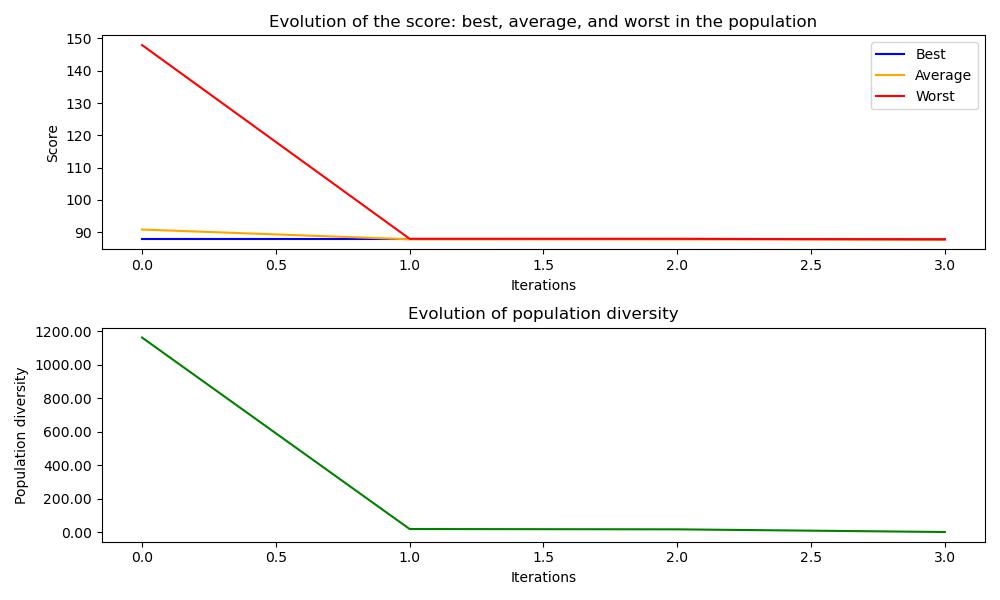 Evolution of the score: best, average, and worst in the population
150
140
130
120
110
100
90
Score
Best
Average
Worst
0.0 0.5 1.0 1.5 2.0 2.5 3.0
Iterations
Evolution of population diversity
1200.00
1000.00
800.00
600.00
400.00
200.00
0.00
Population diversity
0.0 0.5 1.0 1.5 2.0 2.5 3.0
Iterations